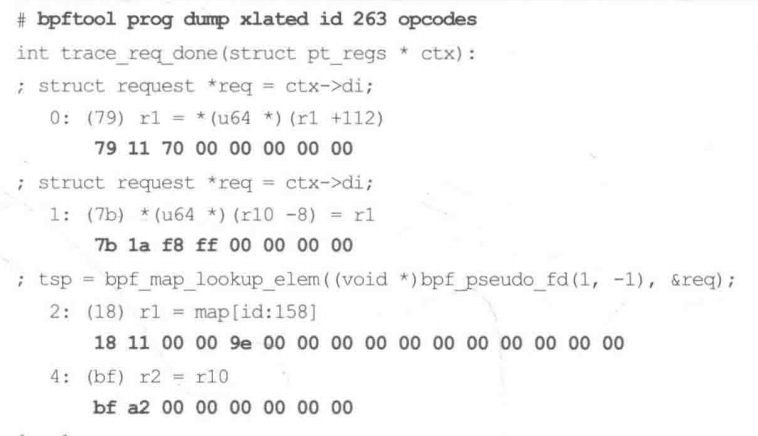 # bpftool prog dump xlated id 263 opcodes
int trace_req_done(struct pt_regs * ctx):
; struct request *req = ctx->di;
0: (79) r1 = *(u64 *)(r1 +112)
79 11 70 00 00 00 00 00
; struct request *req = ctx->di;
1: (7b) *(u64 *)(r10 -8) = r1
7b 1a f8 ff 00 00 00 00
; tsp = bpf_map_lookup_elem((void *)bpf_pseudo_fd(1, -1), &req);
2: (18) r1 = map[id:158]
18 11 00 00 9e 00 00 00 00 00 00 00 00 00 00 00
4: (bf) r2 = r10
bf a2 00 00 00 00 00 00